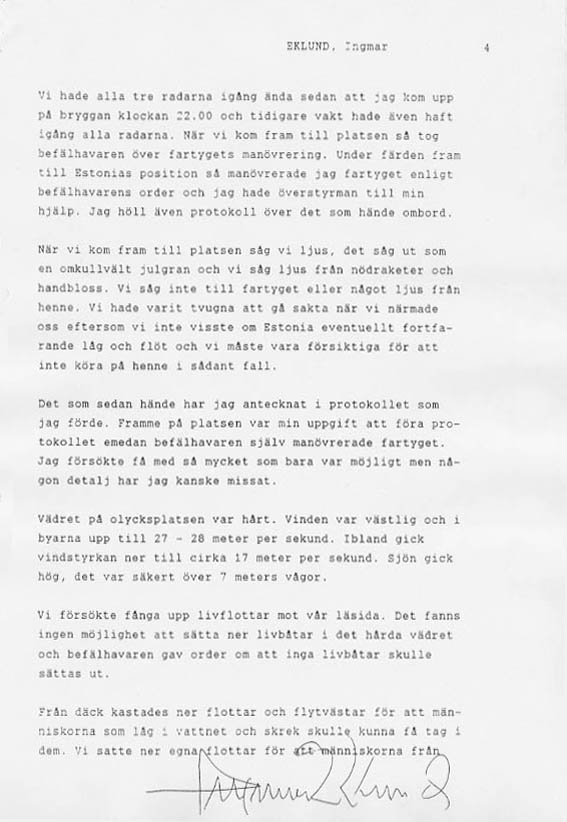 EKLUND, Ingmar 4
Vi hade alla tre radarna igång ända sedan att jag kom upp
på bryggan klockan 22.00 och tidigare vakt hade även haft
igång alla radarna. När vi kom fram till platsen så tog
befälhavaren över fartygets manövrering. Under färden fram
till Estonias position så manövrerade jag fartyget enligt
befälhavarens order och jag hade överstyrman till min
hjälp. Jag höll även protokoll över det som hände ombord.
När vi kom fram till platsen såg vi ljus, det såg ut som
en omkullvält julgran och vi såg ljus från nödraketer och
handbloss. Vi såg inte till fartyget eller något ljus från
henne. Vi hade varit tvugna att gå sakta när vi närmade
oss eftersom vi inte visste om Estonia eventuellt fortfa-
rande låg och flöt och vi måste vara försiktiga för att
inte köra på henne i sådant fall.
Det som sedan hände har jag antecknat i protokollet som
jag förde. Framme på platsen var min uppgift att föra pro-
tokollet emedan befälhavaren själv manövrerade fartyget.
Jag försökte få med så mycket som bara var möjligt men nå-
gon detalj har jag kanske missat.
Vädret på olycksplatsen var hårt. Vinden var västlig och i
byarna upp till 27 - 28 meter per sekund. Ibland gick
vindstyrkan ner till cirka 17 meter per sekund. Sjön gick
hög, det var säkert över 7 meters vågor.
Vi försökte fånga upp livflottar mot vår läsida. Det fanns
ingen möjlighet att sätta ner livbåtar i det hårda vädret
och befälhavaren gav order om att inga livbåtar skulle
sättas ut.
Från däck kastades ner flottar och flytvästar för att män-
niskorna som låg i vattnet och skrek skulle kunna få tag i
dem. Vi satte ner egna flottar för att människorna från
Ingmar Eklund